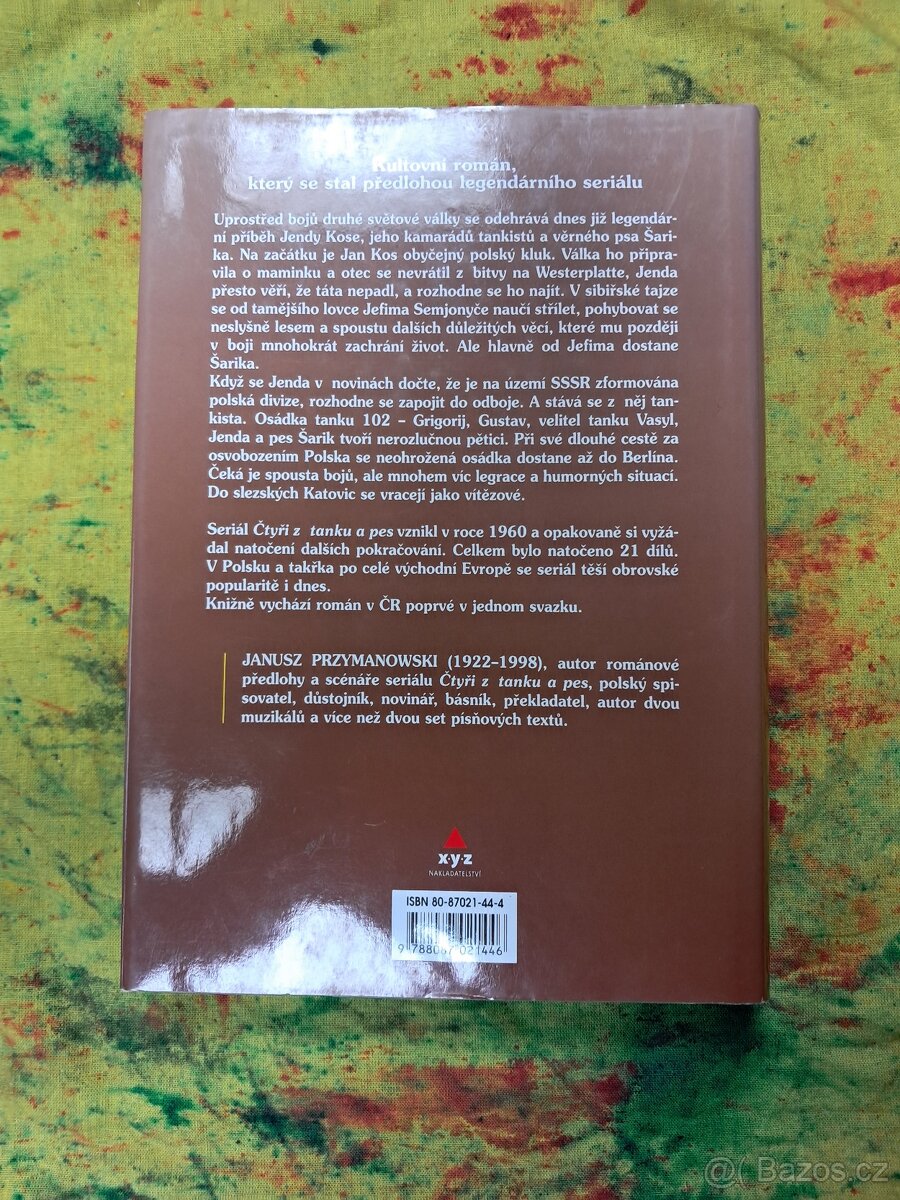 Kultovní román,
který se stal předlohou legendárního seriálu
Uprostřed bojů druhé světové války se odehrává dnes již legendár-
ní příběh Jendy Kose, jeho kamarádů tankistů a věrného psa Šari-
ka. Na začátku je Jan Kos obyčejný polský kluk. Válka ho připra-
vila o maminku a otec se nevrátil z bitvy na Westerplatte, Jenda
přesto věří, že táta nepadl, a rozhodne se ho najít. V sibiřské tajze
se od tamějšího lovce Jefima Semjonyče naučí střílet, pohybovat se
neslyšně lesem a spoustu dalších důležitých věcí, které mu později
v boji mnohokrát zachrání život. Ale hlavně od Jefima dostane
Šarika.
Když se Jenda v novinách dočte, že je na území SSSR zformována
polská divize, rozhodne se zapojit do odboje. A stává se z něj tan-
kista. Osádka tanku 102 – Grigorij, Gustav, velitel tanku Vasyl,
Jenda a pes Šarik tvoří nerozlučnou pětici. Při své dlouhé cestě za
osvobozením Polska se neohrožená osádka dostane až do Berlína.
Čeká je spousta bojů, ale mnohem víc legrace a humorných situací.
Do slezských Katovic se vracejí jako vítězové.
Seriál Čtyři z tanku a pes vznikl v roce 1960 a opakovaně si vyžá-
dal natočení dalších pokračování. Celkem bylo natočeno 21 dílů.
V Polsku a takřka po celé východní Evropě se seriál těší obrovské
popularitě i dnes.
Knižně vychází román v ČR poprvé v jednom svazku.
JANUSZ PRZYMANOWSKI (1922–1998), autor románové
předlohy a scénáře seriálu Čtyři z tanku a pes, polský spi-
sovatel, důstojník, novinář, básník, překladatel, autor dvou
muzikálů a více než dvou set písňových textů.
x·y·z
NAKLADATELSTVÍ
ISBN 80-87021-44-4
9 788087 021446
@ Bazos.cz